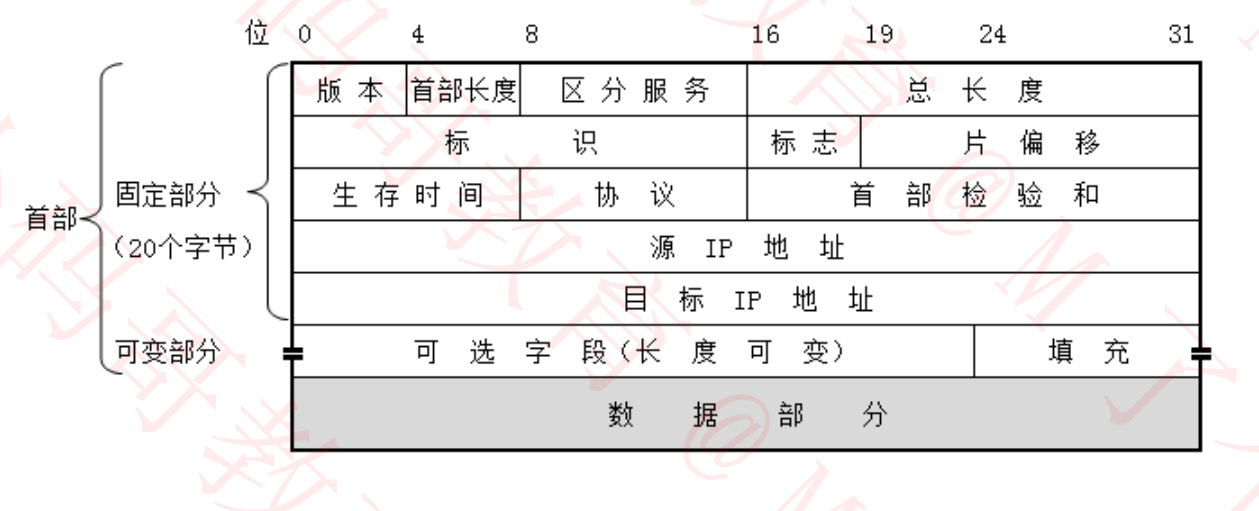 位 0 4 8 16 19 24 31
版 本 首部长度 区 分 服 务 总 长 度
标 识 标 志 片 偏 移
固定部分 生 存 时 间 协 议 首 部 检 验 和
首部
(20个字节) 源 IP 地 址
目 标 IP 地 址
可变部分 可 选 字 段(长 度 可 变) 填 充
数 据 部 分